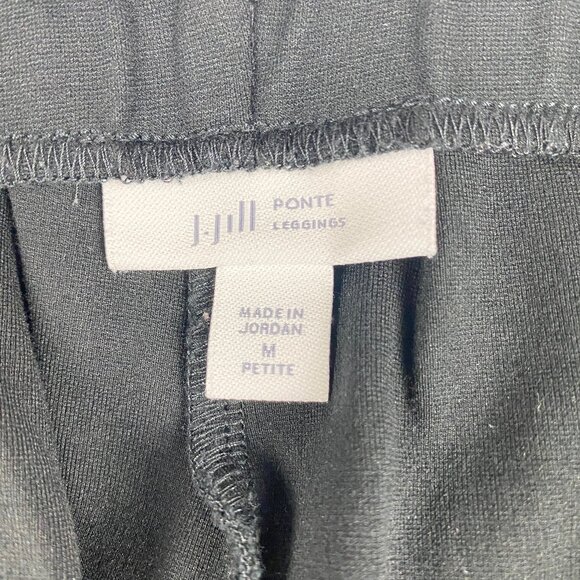 J.Jill PONTE
LEGGINGS
MADE IN
JORDAN
M
PETITE